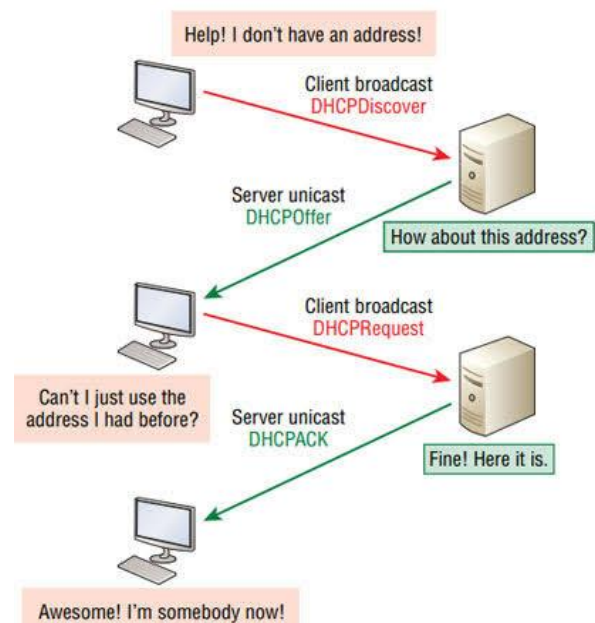 Help! I don't have an address!
Client broadcast
DHCPDiscover
Server unicast
DHCPOffer
How about this address?
Client broadcast
DHCPRequest
Can't I just use the
address I had before?
Server unicast
DHCPACK
Fine! Here it is.
Awesome! I'm somebody now!